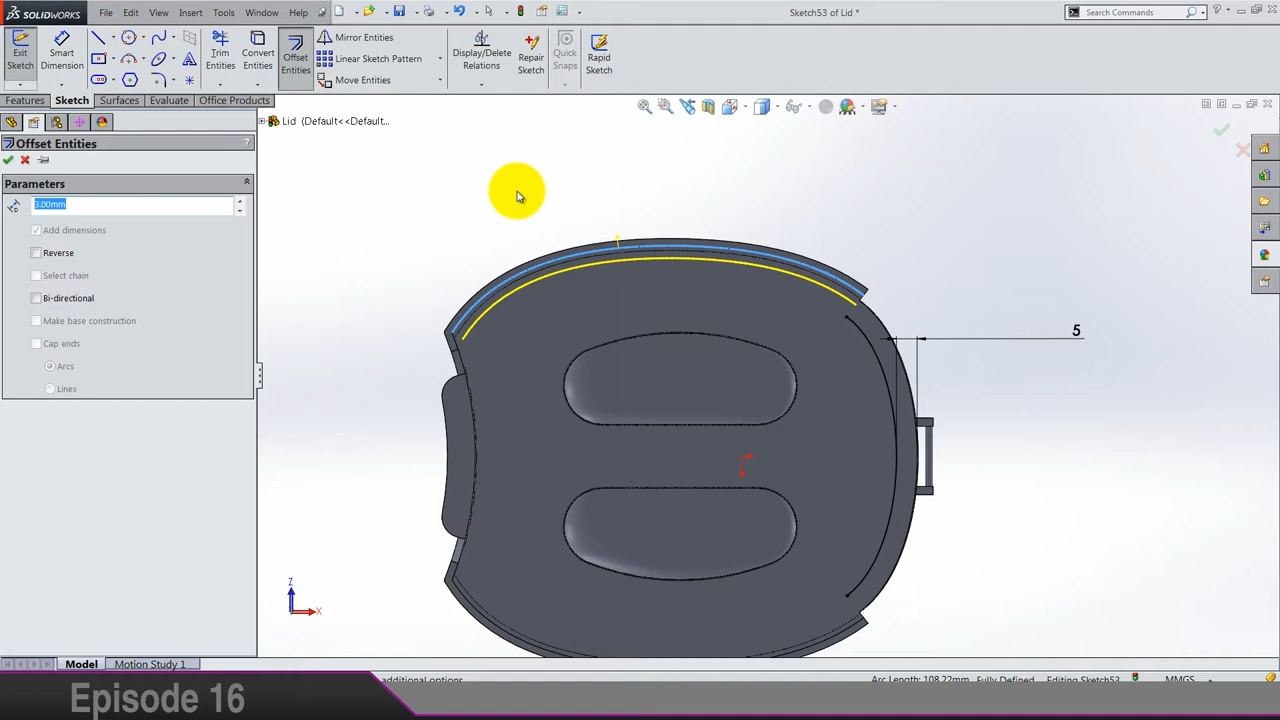 SOLIDWORKS
File
Edit
View
Insert
Tools
Window
Help
Sketch53 of Lid *
Search Commands
Exit Sketch
Smart Dimension
Trim Entities
Convert Entities
Offset Entities
Mirror Entities
Linear Sketch Pattern
Move Entities
Display/Delete Relations
Repair Sketch
Quick Snaps
Rapid Sketch
Features
Sketch
Surfaces
Evaluate
Office Products
Lid (Default<<Default...
Offset Entities
?
Parameters
3.00mm
Add dimensions
Reverse
Select chain
Bi-directional
Make base construction
Cap ends
Arcs
Lines
5
Z
X
Model
Motion Study 1
additional options
Arc Length: 108.22mm
Fully Defined
Editing Sketch53
MMGS
Episode 16